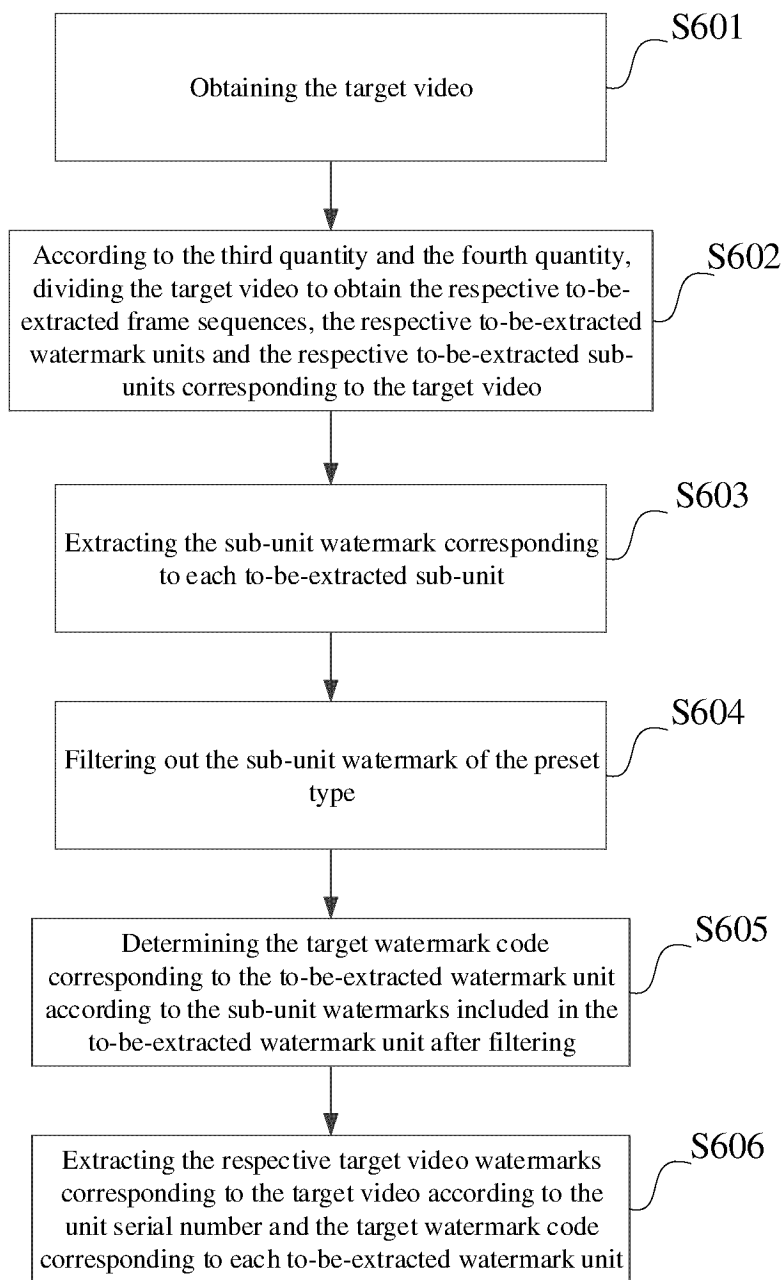 S601
Obtaining the target video
S602
According to the third quantity and the fourth quantity,
dividing the target video to obtain the respective to-be-
extracted frame sequences, the respective to-be-extracted
watermark units and the respective to-be-extracted sub-
units corresponding to the target video
S603
Extracting the sub-unit watermark corresponding
to each to-be-extracted sub-unit
S604
Filtering out the sub-unit watermark of the preset
type
S605
Determining the target watermark code
corresponding to the to-be-extracted watermark unit
according to the sub-unit watermarks included in the
to-be-extracted watermark unit after filtering
S606
Extracting the respective target video watermarks
corresponding to the target video according to the
unit serial number and the target watermark code
corresponding to each to-be-extracted watermark unit